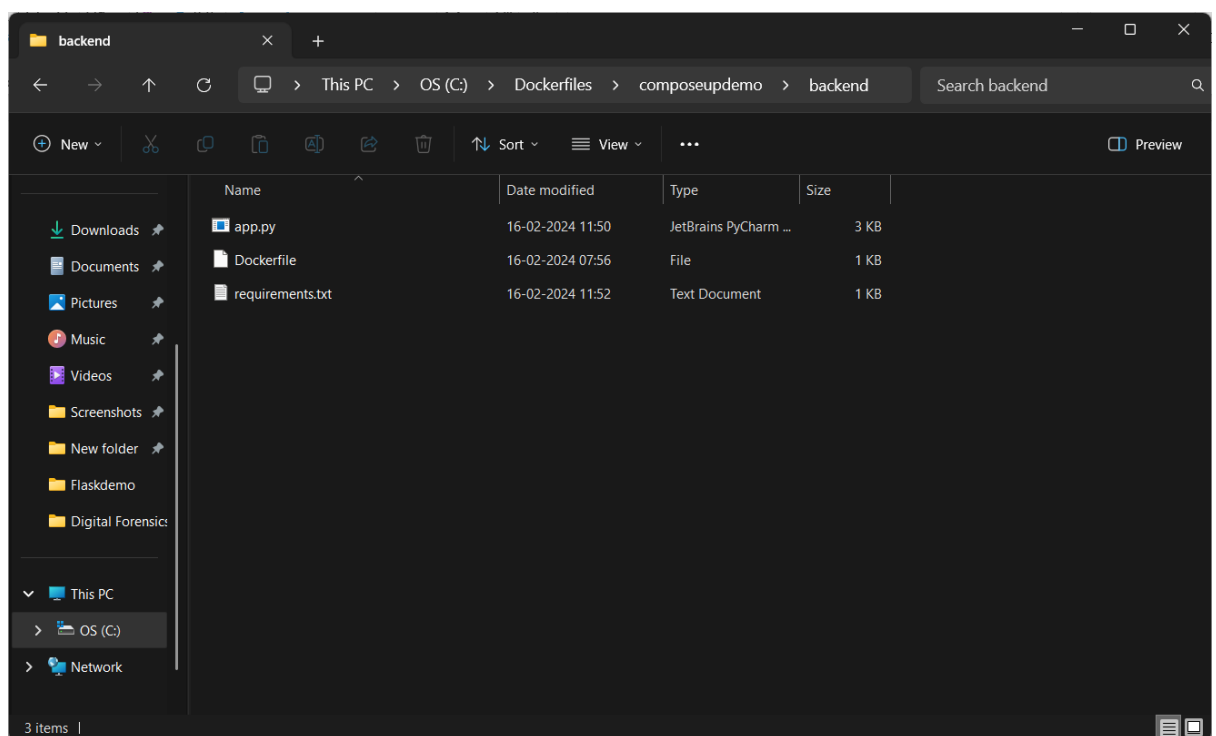 backend
This PC > OS (C:) > Dockerfiles > composeupdemo > backend
Search backend
New
Sort
View
Preview
Name Date modified Type Size
app.py 16-02-2024 11:50 JetBrains PyCharm ... 3 KB
Dockerfile 16-02-2024 07:56 File 1 KB
requirements.txt 16-02-2024 11:52 Text Document 1 KB
Downloads
Documents
Pictures
Music
Videos
Screenshots
New folder
Flaskdemo
Digital Forensics
This PC
OS (C:)
Network
3 items